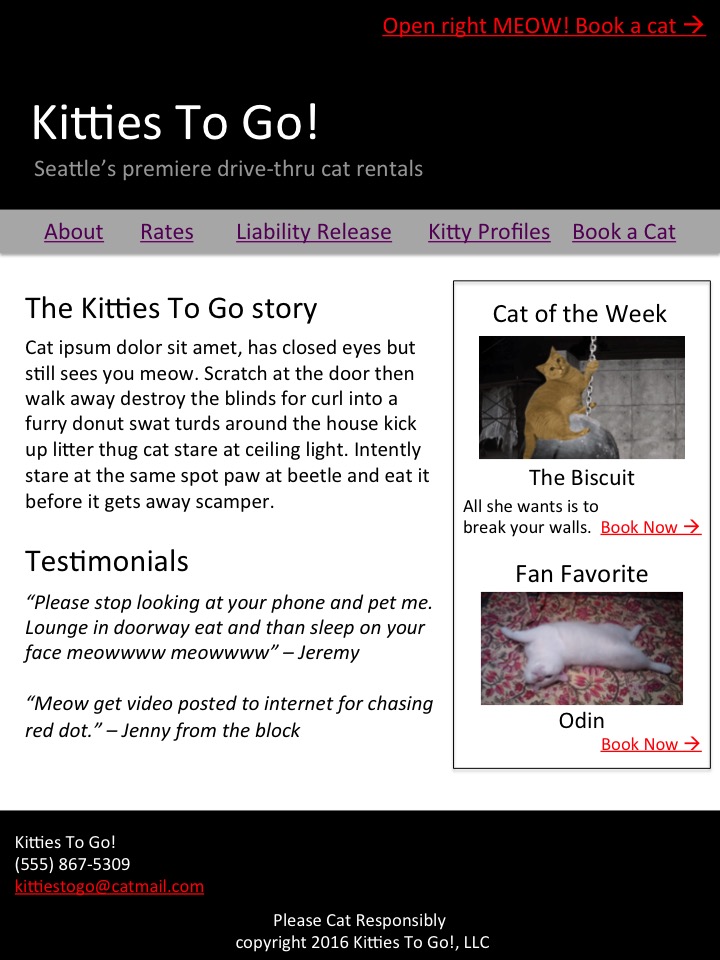 Open right MEOW! Book a cat →
Kitties To Go!
Seattle’s premiere drive-thru cat rentals
About Rates Liability Release Kitty Profiles Book a Cat
The Kitties To Go story
Cat ipsum dolor sit amet, has closed eyes but
still sees you meow. Scratch at the door then
walk away destroy the blinds for curl into a
furry donut swat turds around the house kick
up litter thug cat stare at ceiling light. Intently
stare at the same spot paw at beetle and eat it
before it gets away scamper.
Testimonials
“Please stop looking at your phone and pet me.
Lounge in doorway eat and than sleep on your
face meowwww meowwww” – Jeremy
“Meow get video posted to internet for chasing
red dot.” – Jenny from the block
Cat of the Week
The Biscuit
All she wants is to
break your walls. Book Now →
Fan Favorite
Odin
Book Now →
Kitties To Go!
(555) 867-5309
kittiestogo@catmail.com
Please Cat Responsibly
copyright 2016 Kitties To Go!, LLC